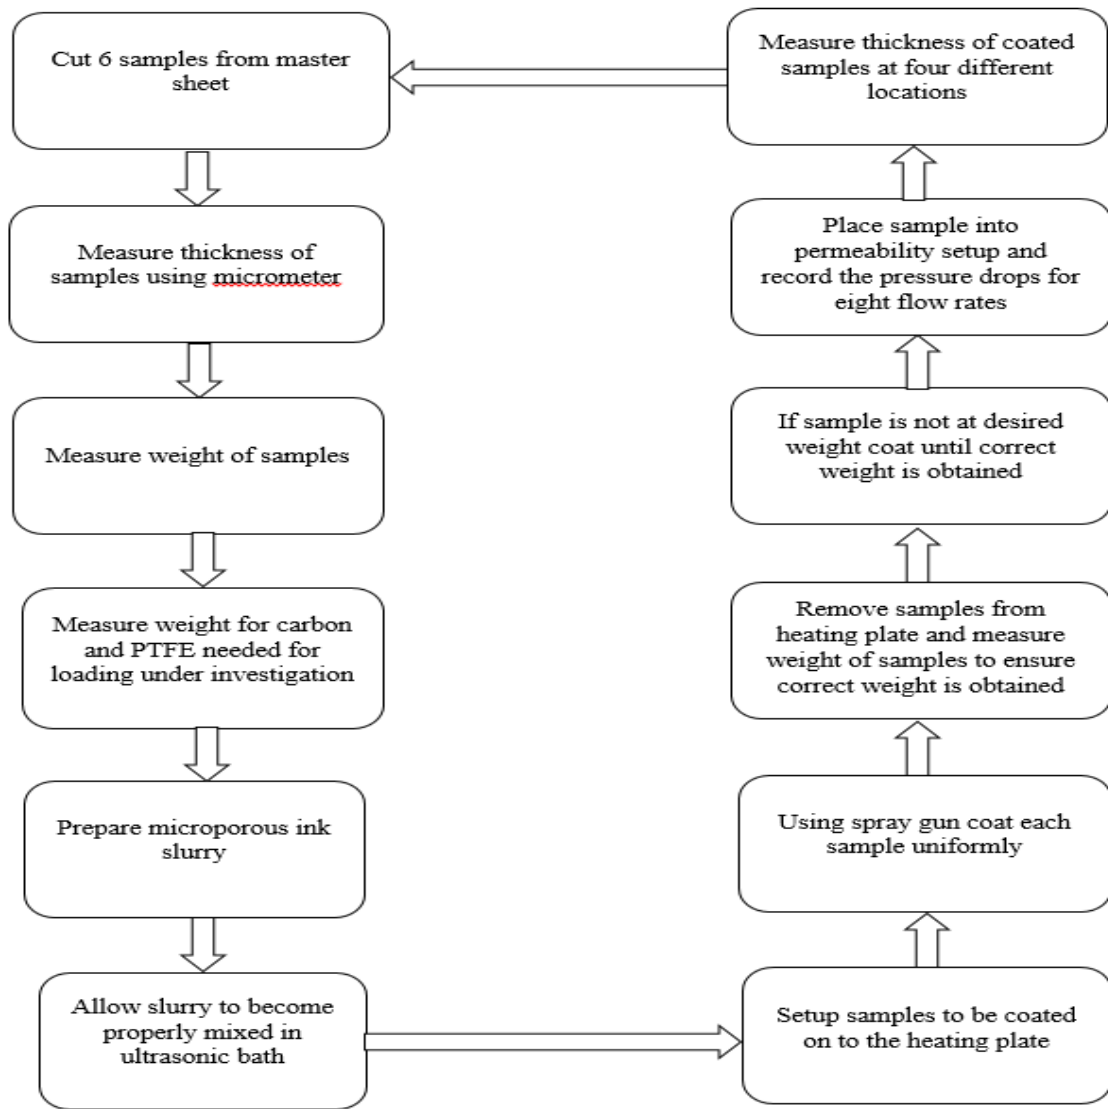 Cut 6 samples from master
sheet
Measure thickness of
samples using micrometer
Measure weight of samples
Measure weight for carbon
and PTFE needed for
loading under investigation
Prepare microporous ink
slurry
Allow slurry to become
properly mixed in
ultrasonic bath
Setup samples to be coated
on to the heating plate
Using spray gun coat each
sample uniformly
Remove samples from
heating plate and measure
weight of samples to ensure
correct weight is obtained
If sample is not at desired
weight coat until correct
weight is obtained
Place sample into
permeability setup and
record the pressure drops for
eight flow rates
Measure thickness of coated
samples at four different
locations